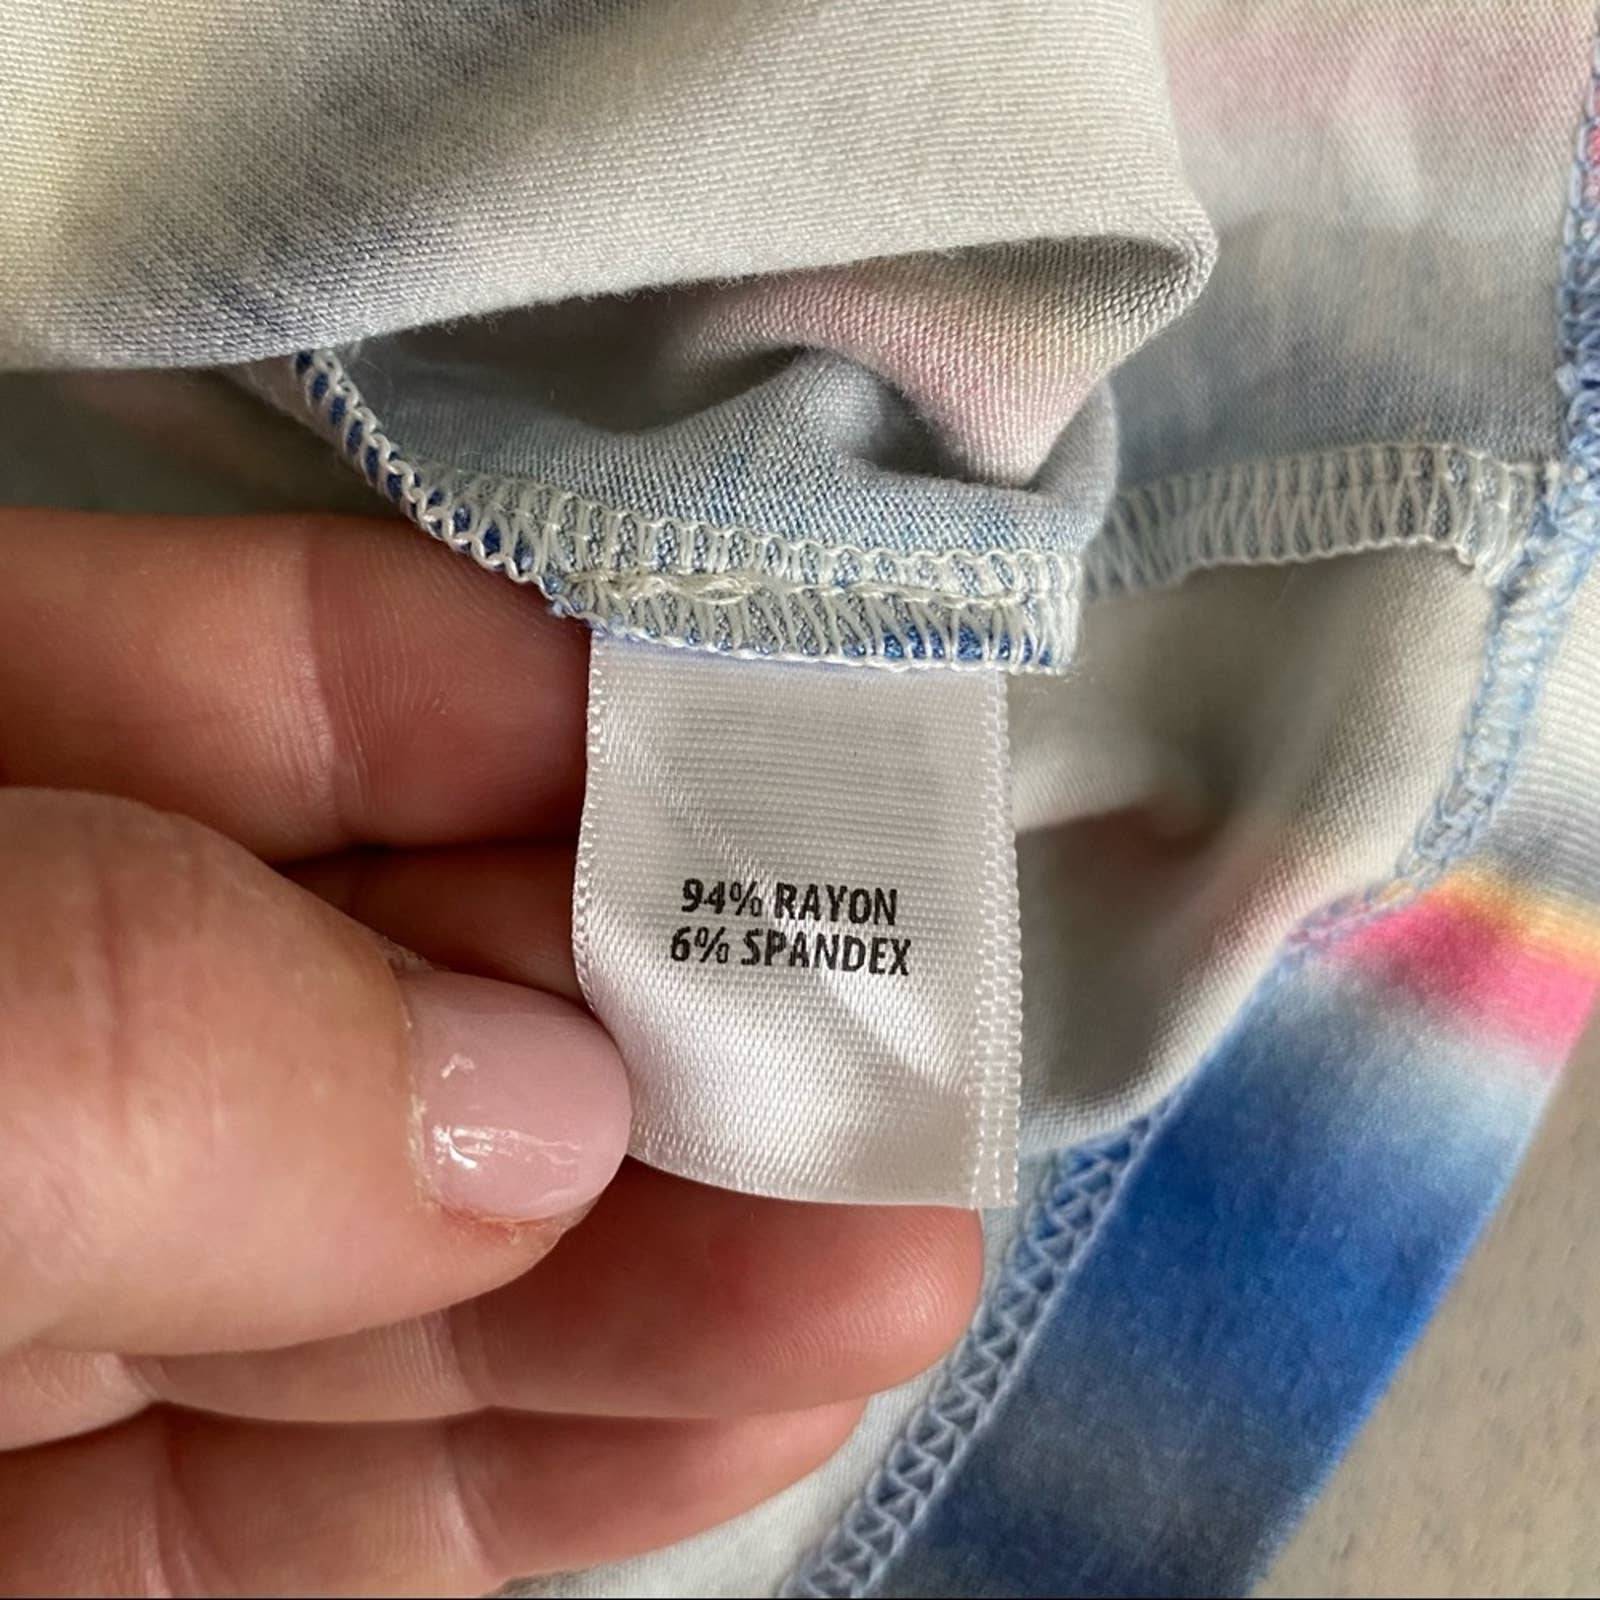 94% RAYON
6% SPANDEX